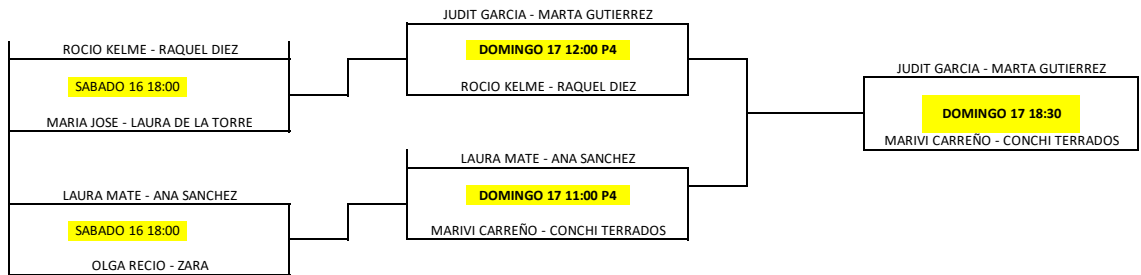 JUDIT GARCIA - MARTA GUTIERREZ
ROCIO KELME - RAQUEL DIEZ
DOMINGO 17 12:00 P4
JUDIT GARCIA - MARTA GUTIERREZ
SABADO 16 18:00
ROCIO KELME - RAQUEL DIEZ
DOMINGO 17 18:30
MARIA JOSE - LAURA DE LA TORRE
MARIVI CARREÑO - CONCHI TERRADOS
LAURA MATE - ANA SANCHEZ
LAURA MATE - ANA SANCHEZ
DOMINGO 17 11:00 P4
SABADO 16 18:00
MARIVI CARREÑO - CONCHI TERRADOS
OLGA RECIO - ZARA